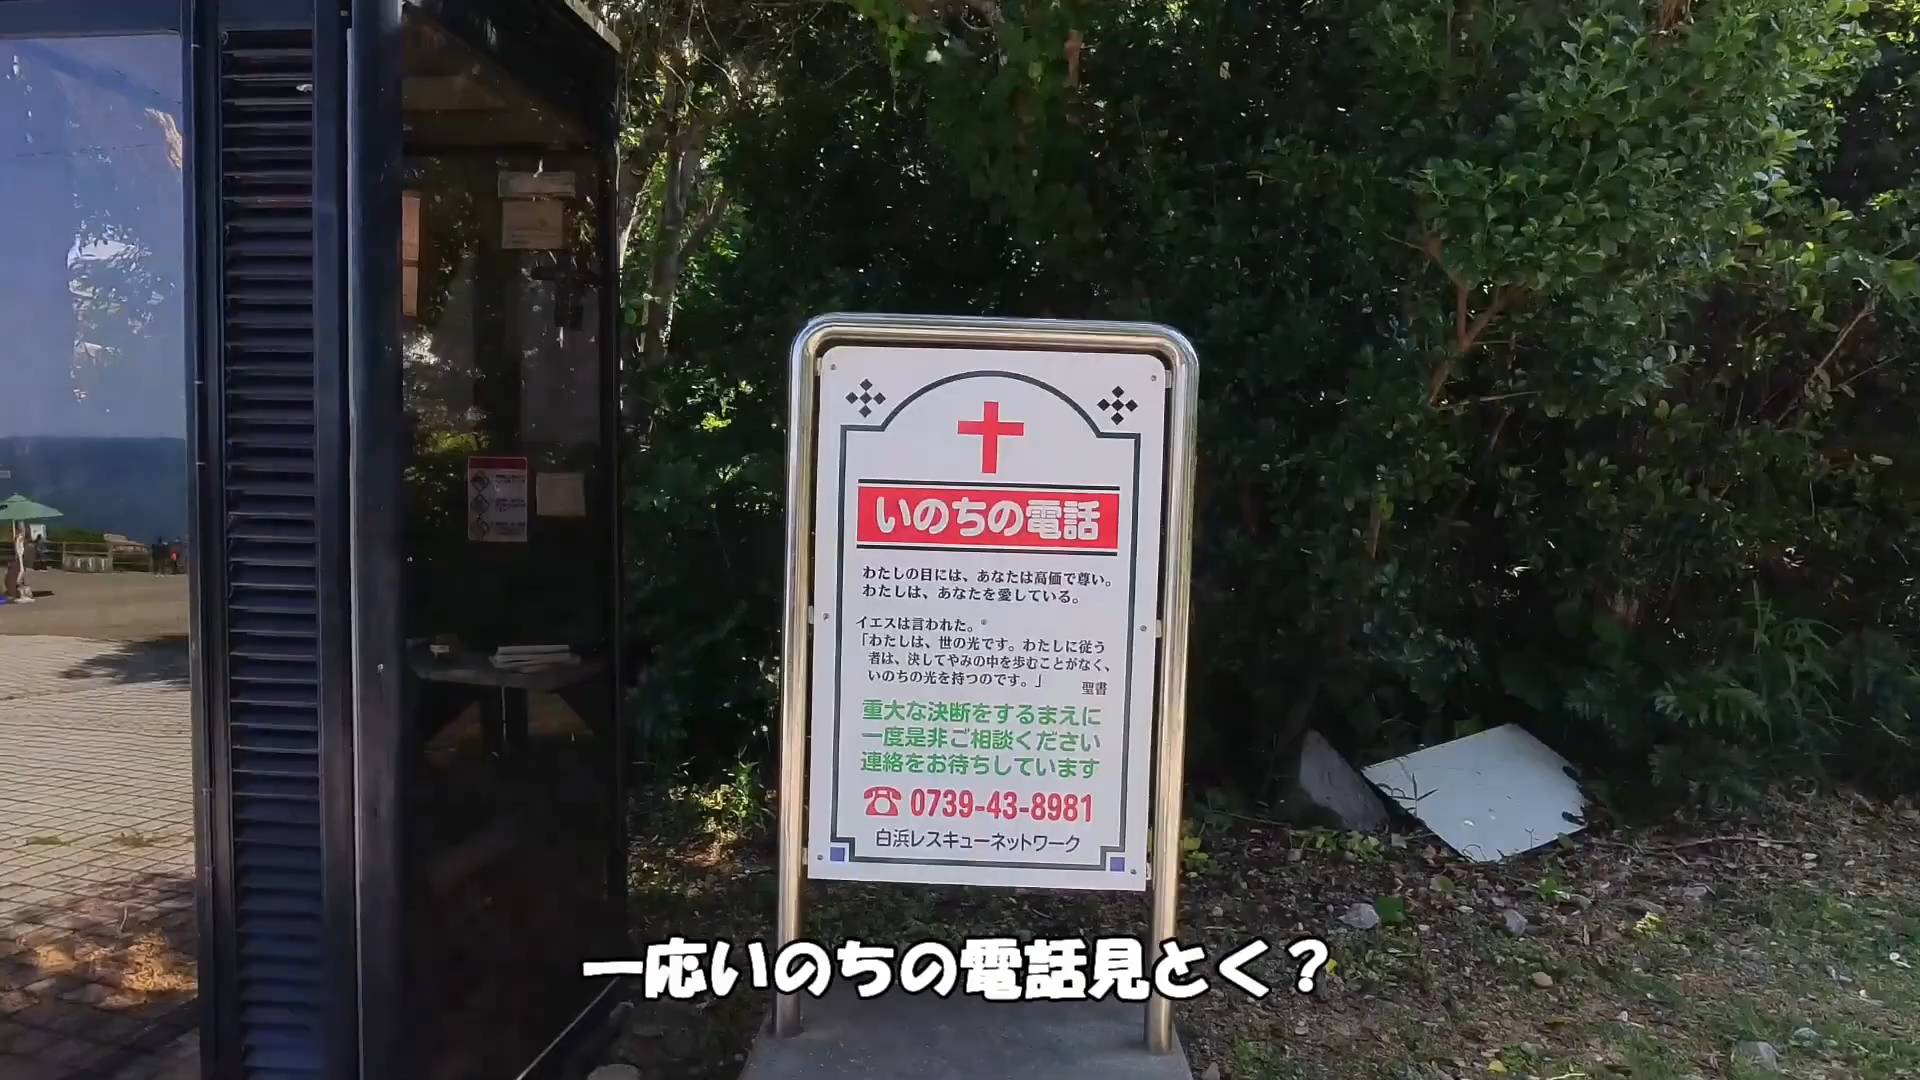 いのちの電話
わたしの目には、あなたは高価で尊い。
わたしは、あなたを愛している。
イエスは言われた。
「わたしは、世の光です。わたしに従う
者は、決してやみの中を歩むことがなく、
いのちの光を持つのです。」
聖書
重大な決断をするまえに
一度是非ご相談ください
連絡をお待ちしています
☎ 0739-43-8981
白浜レスキューネットワーク
一応いのちの電話見とく？